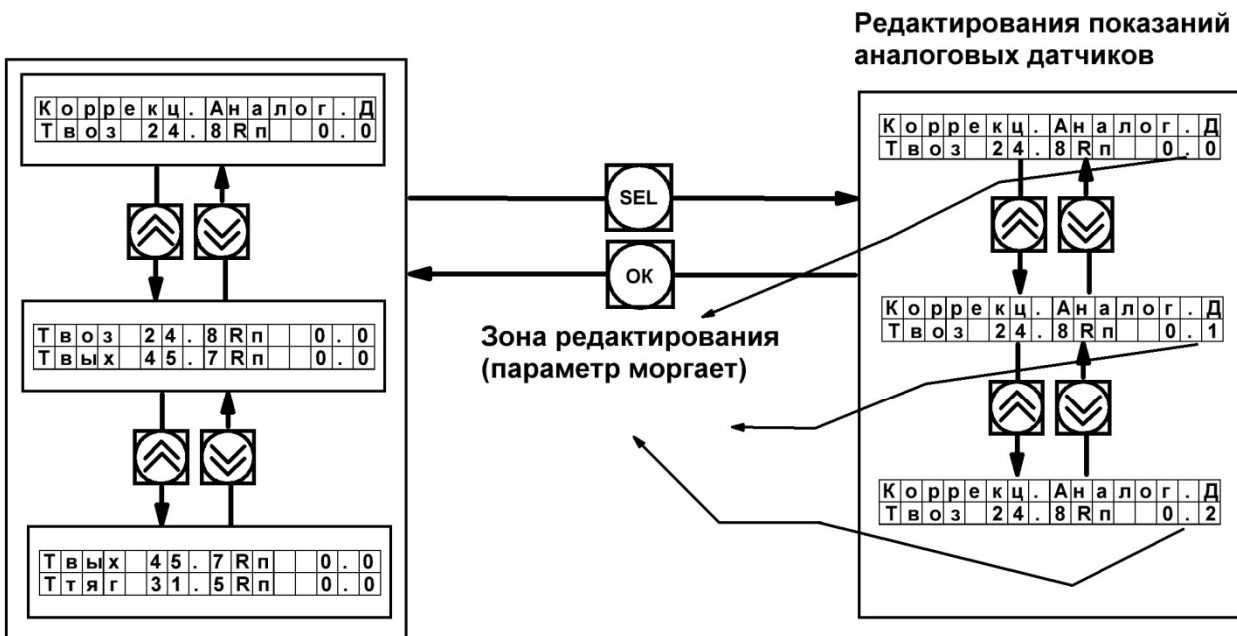 Редактирования показаний
аналоговых датчиков
Коррекц.Аналог.Д
Твоз 24.8Rп 0.0
Твоз 24.8Rп 0.0
Твых 45.7Rп 0.0
Твых 45.7Rп 0.0
Ттяг 31.5Rп 0.0
SEL
ОК
Зона редактирования
(параметр моргает)
Коррекц.Аналог.Д
Твоз 24.8Rп 0.0
Коррекц.Аналог.Д
Твоз 24.8Rп 0.1
Коррекц.Аналог.Д
Твоз 24.8Rп 0.2